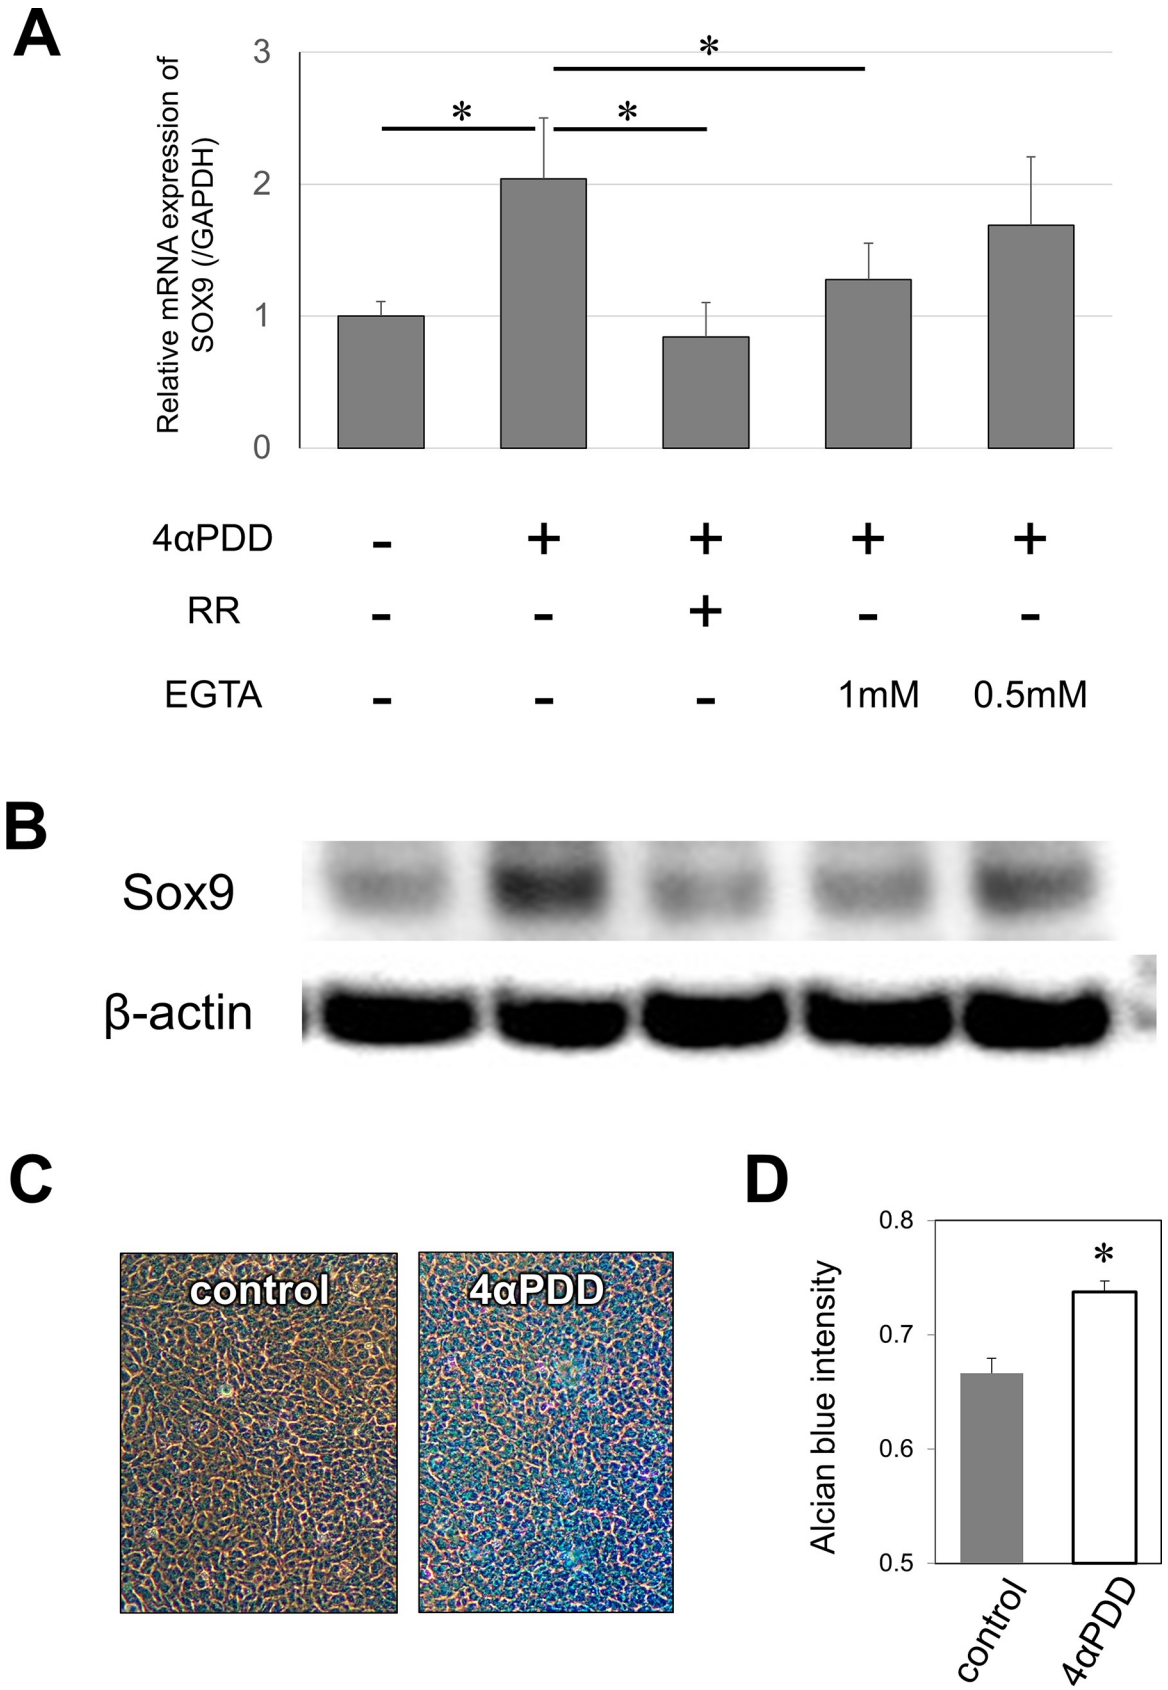 A
Relative mRNA expression of
SOX9 (/GAPDH)
3
2
1
0
*
*
*
4αPDD - + + + +
RR - - + - -
EGTA - - - 1mM 0.5mM
B
Sox9
β-actin
C
control
4αPDD
D
Alcian blue intensity
0.8
0.7
0.6
0.5
*
control
4αPDD